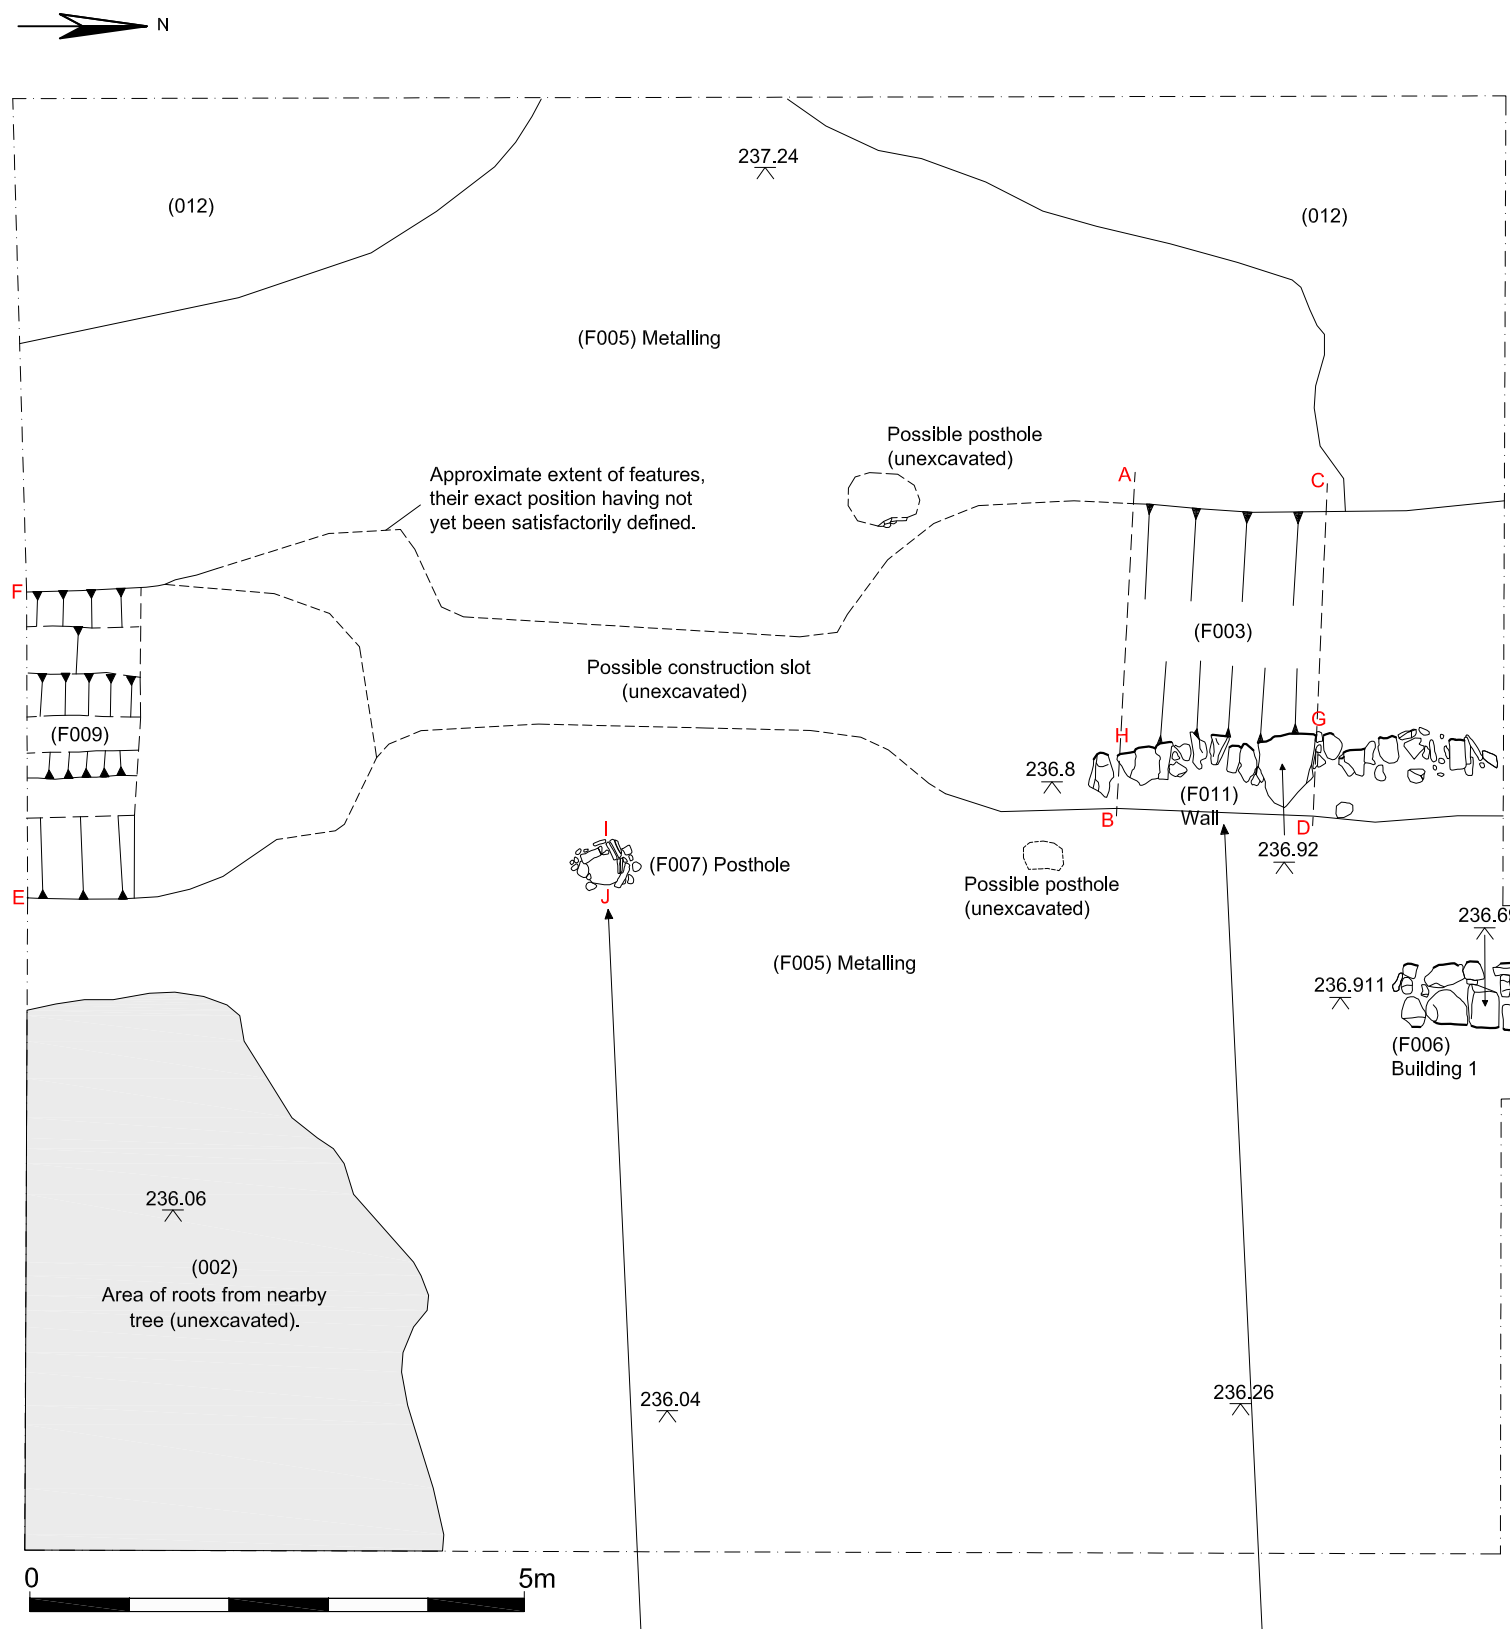 N
237.24
(012)
(012)
(F005) Metalling
Possible posthole
(unexcavated)
Approximate extent of features,
their exact position having not
yet been satisfactorily defined.
A
C
F
(F003)
Possible construction slot
(unexcavated)
(F009)
H
G
236.8
(F011)
Wall
B
D
I
236.92
(F007) Posthole
Possible posthole
(unexcavated)
E
J
236.69
(F005) Metalling
236.911
(F006)
Building 1
236.06
(002)
Area of roots from nearby
tree (unexcavated).
236.04
236.26
0
5m